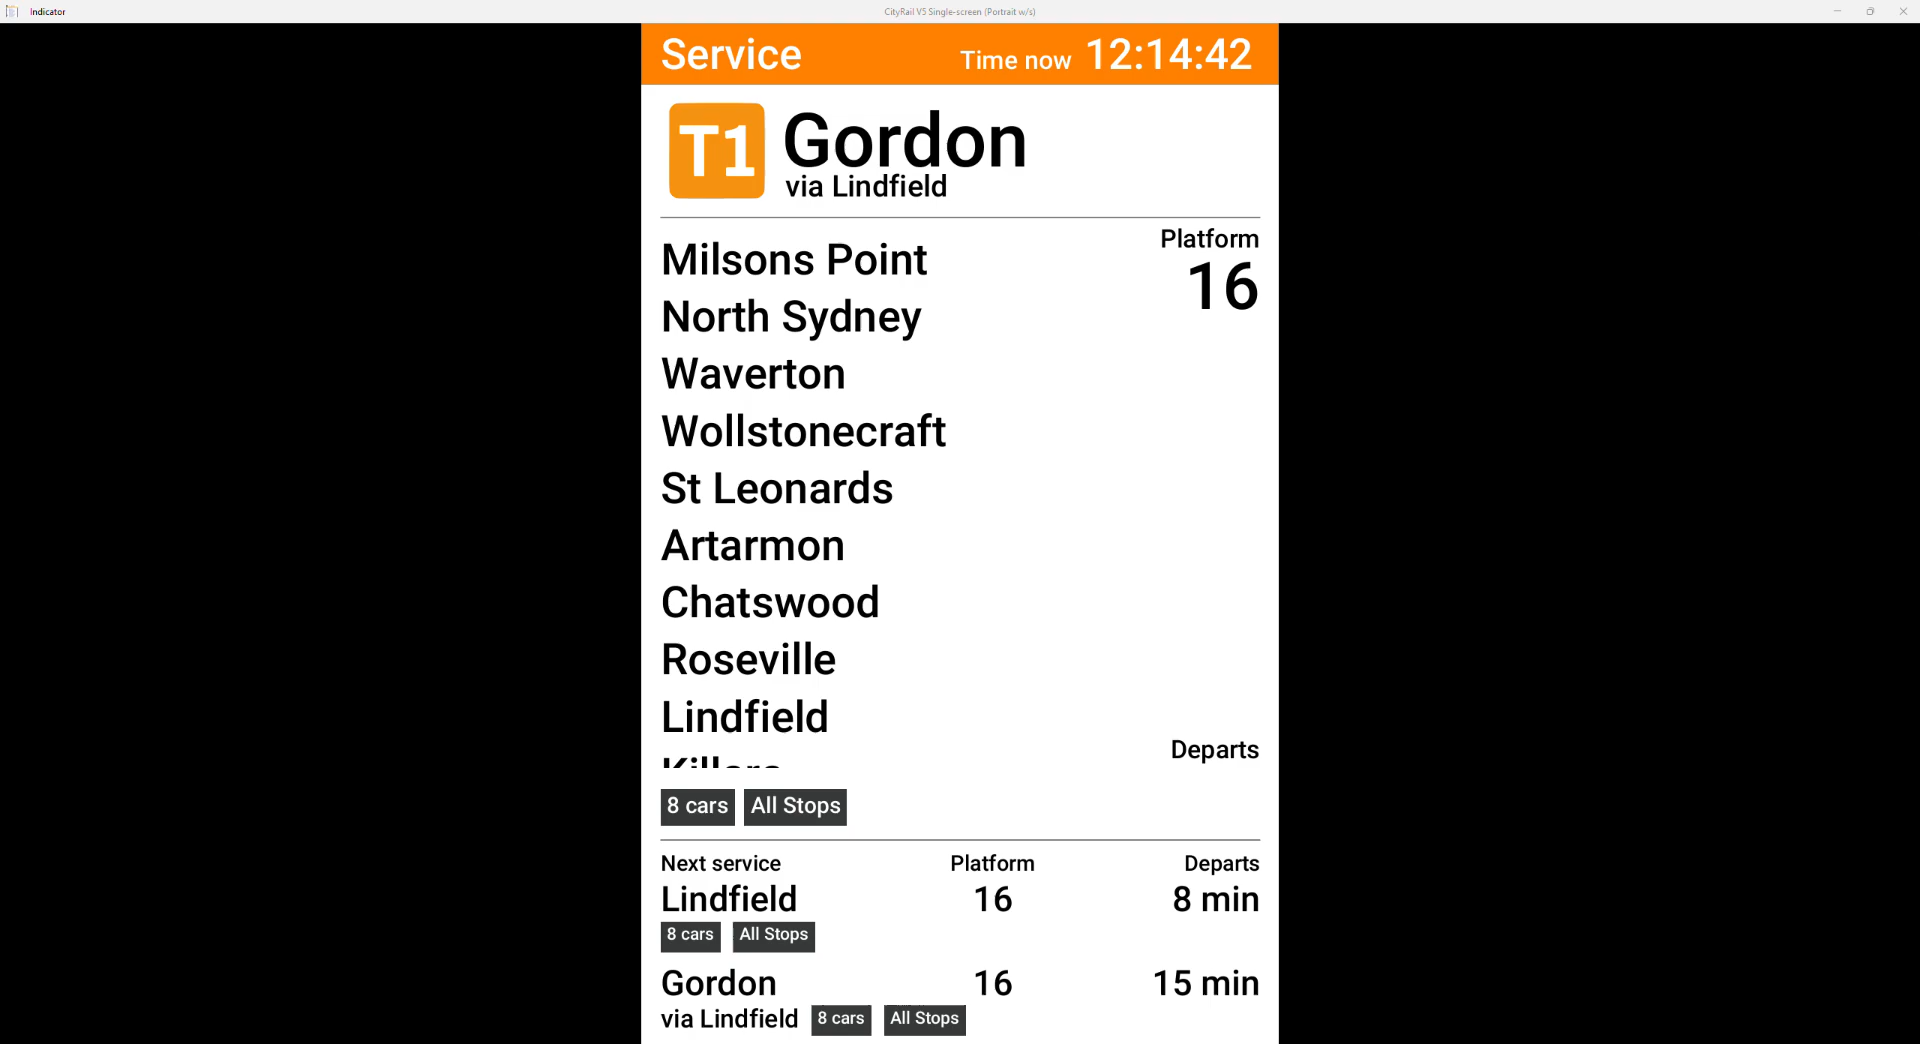 Indicator
CityRail V5 Single-screen (Portrait w/s)
Service
Time now 12:14:42
T1
Gordon
via Lindfield
Platform
16
Milsons Point
North Sydney
Waverton
Wollstonecraft
St Leonards
Artarmon
Chatswood
Roseville
Lindfield
Departs
8 cars All Stops
Next service Platform Departs
Lindfield 16 8 min
8 cars All Stops
Gordon 16 15 min
via Lindfield 8 cars All Stops